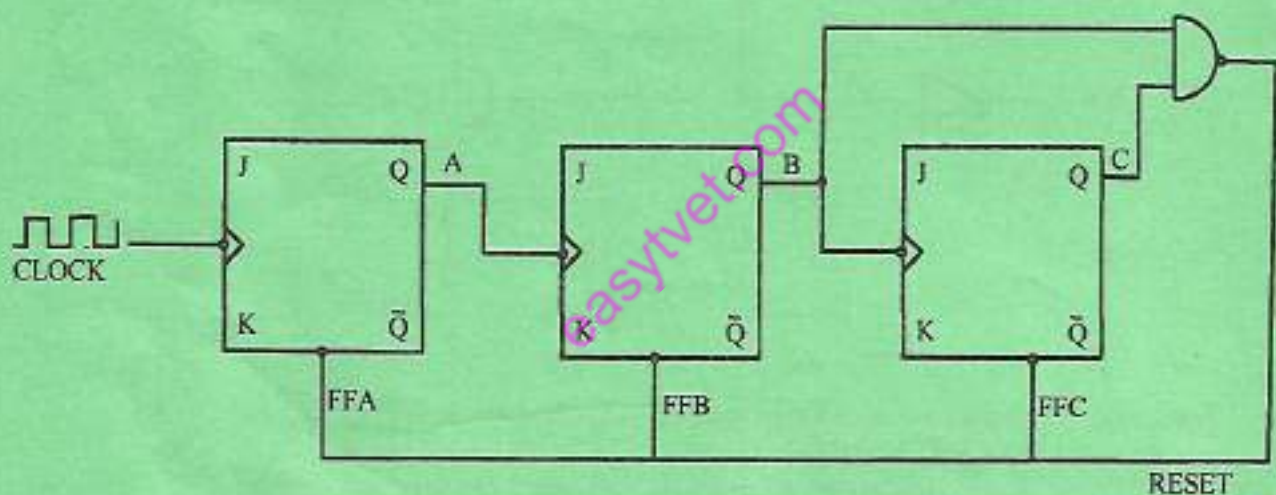 J Q A
K Q̄
CLOCK
FFA
J Q B
K Q̄
FFB
J Q C
K Q̄
FFC
RESET
easytvet.com